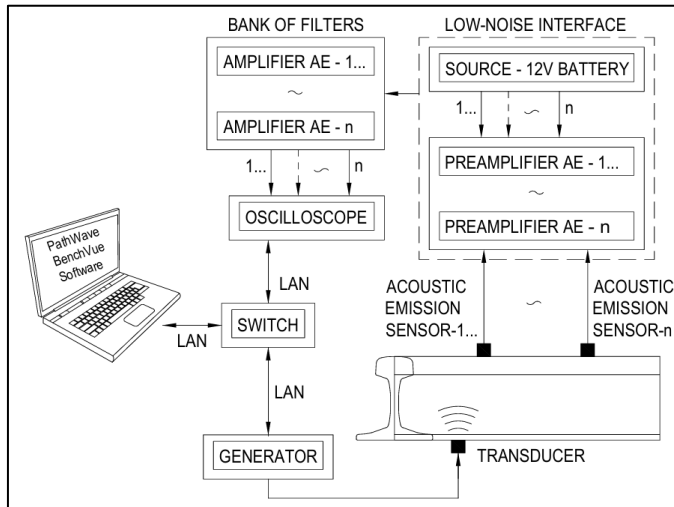 BANK OF FILTERS
LOW-NOISE INTERFACE
AMPLIFIER AE - 1...
~
AMPLIFIER AE - n
SOURCE - 12V BATTERY
1...
~
n
PREAMPLIFIER AE - 1...
~
PREAMPLIFIER AE - n
1...
~
n
OSCILLOSCOPE
PathWave
BenchVue
Software
LAN
SWITCH
LAN
LAN
GENERATOR
ACOUSTIC
EMISSION
SENSOR-1...
~
ACOUSTIC
EMISSION
SENSOR-n
TRANSDUCER